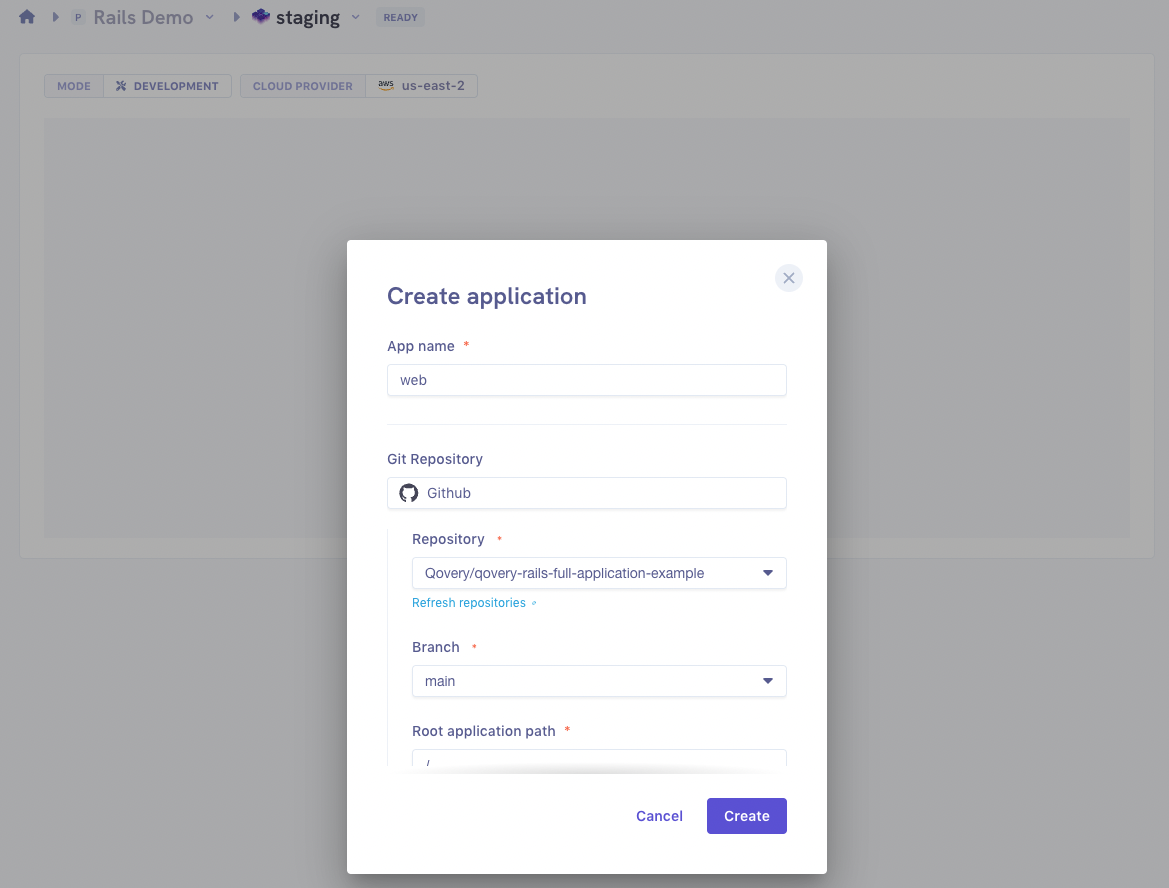 P Rails Demo staging READY
MODE DEVELOPMENT CLOUD PROVIDER aws us-east-2
Create application
App name *
web
Git Repository
Github
Repository *
Qovery/qovery-rails-full-application-example
Refresh repositories
Branch *
main
Root application path *
/
Cancel Create